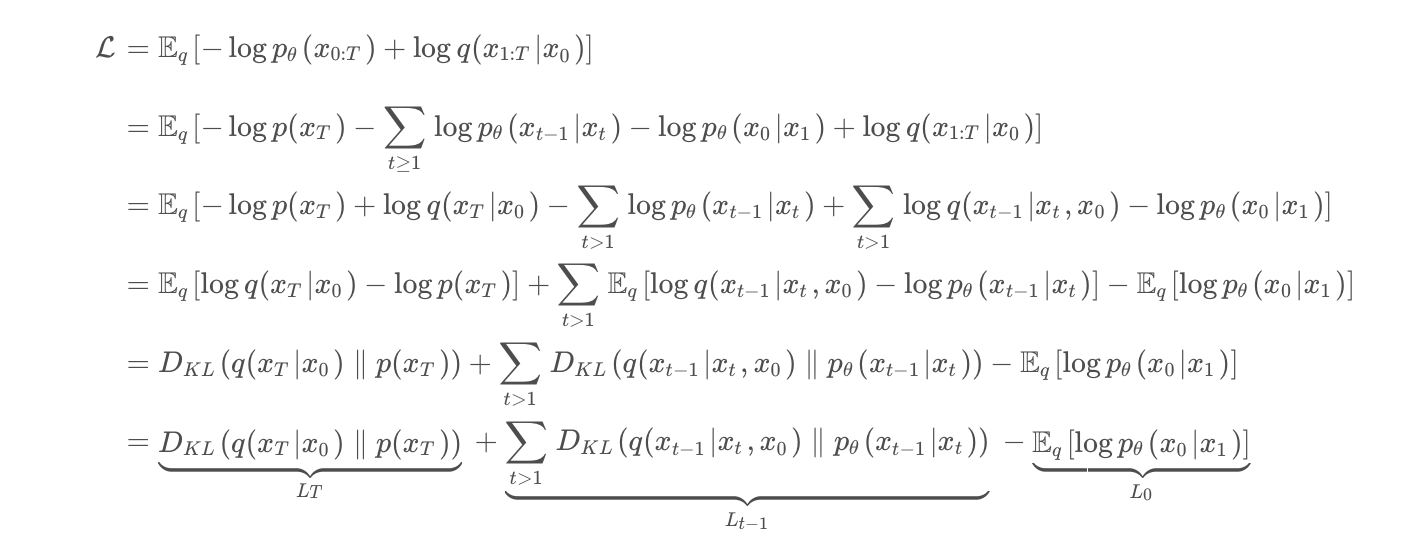 ℒ = 𝔼_q[− log p_θ(x_{0:T}) + log q(x_{1:T}|x_0)]
= 𝔼_q[− log p(x_T) − ∑_{t≥1} log p_θ(x_{t−1}|x_t) − log p_θ(x_0|x_1) + log q(x_{1:T}|x_0)]
= 𝔼_q[− log p(x_T) + log q(x_T|x_0) − ∑_{t>1} log p_θ(x_{t−1}|x_t) + ∑_{t>1} log q(x_{t−1}|x_t, x_0) − log p_θ(x_0|x_1)]
= 𝔼_q[log q(x_T|x_0) − log p(x_T)] + ∑_{t>1} 𝔼_q[log q(x_{t−1}|x_t, x_0) − log p_θ(x_{t−1}|x_t)] − 𝔼_q[log p_θ(x_0|x_1)]
= D_{KL}(q(x_T|x_0) ∥ p(x_T)) + ∑_{t>1} D_{KL}(q(x_{t−1}|x_t, x_0) ∥ p_θ(x_{t−1}|x_t)) − 𝔼_q[log p_θ(x_0|x_1)]
= D_{KL}(q(x_T|x_0) ∥ p(x_T)) + ∑_{t>1} D_{KL}(q(x_{t−1}|x_t, x_0) ∥ p_θ(x_{t−1}|x_t)) − 𝔼_q[log p_θ(x_0|x_1)]
LT L_{t−1} L_0